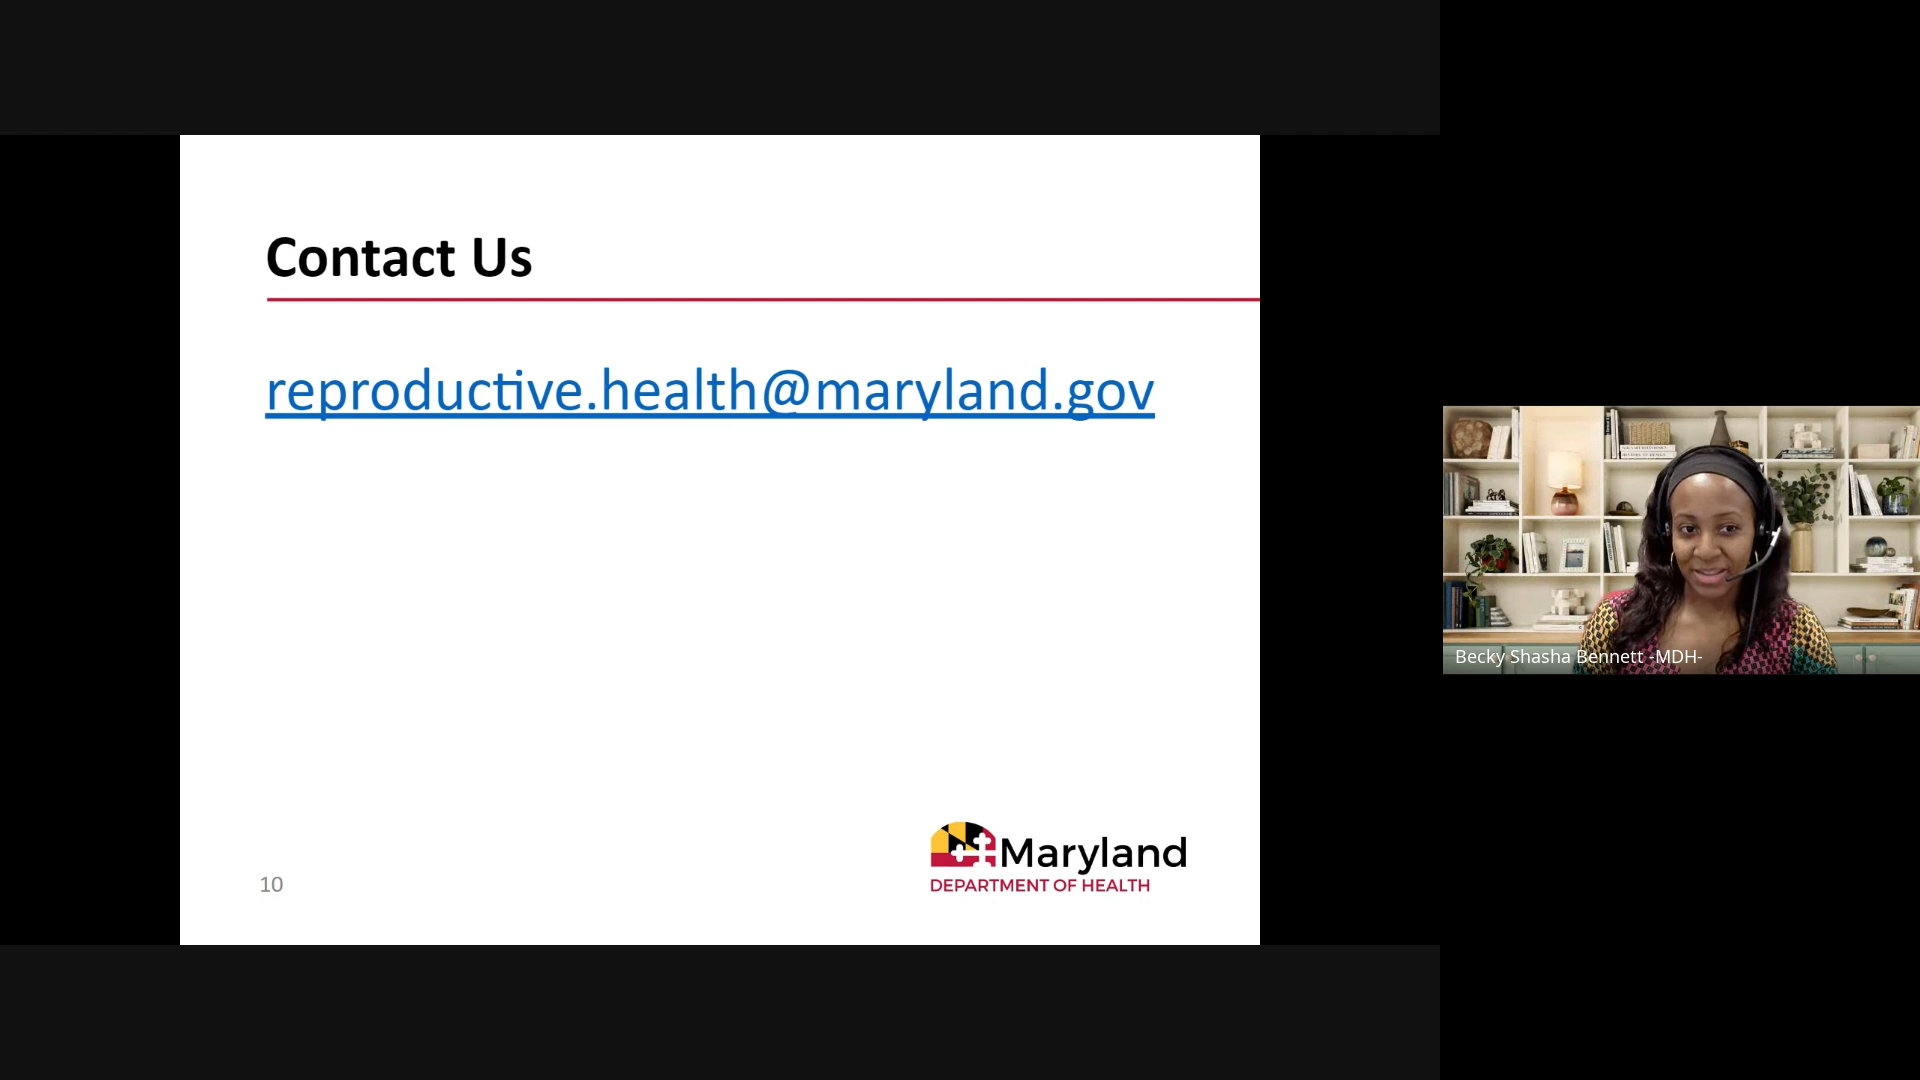 Contact Us
reproductive.health@maryland.gov
Maryland
DEPARTMENT OF HEALTH
10
Becky Shasha Bennett -MDH-